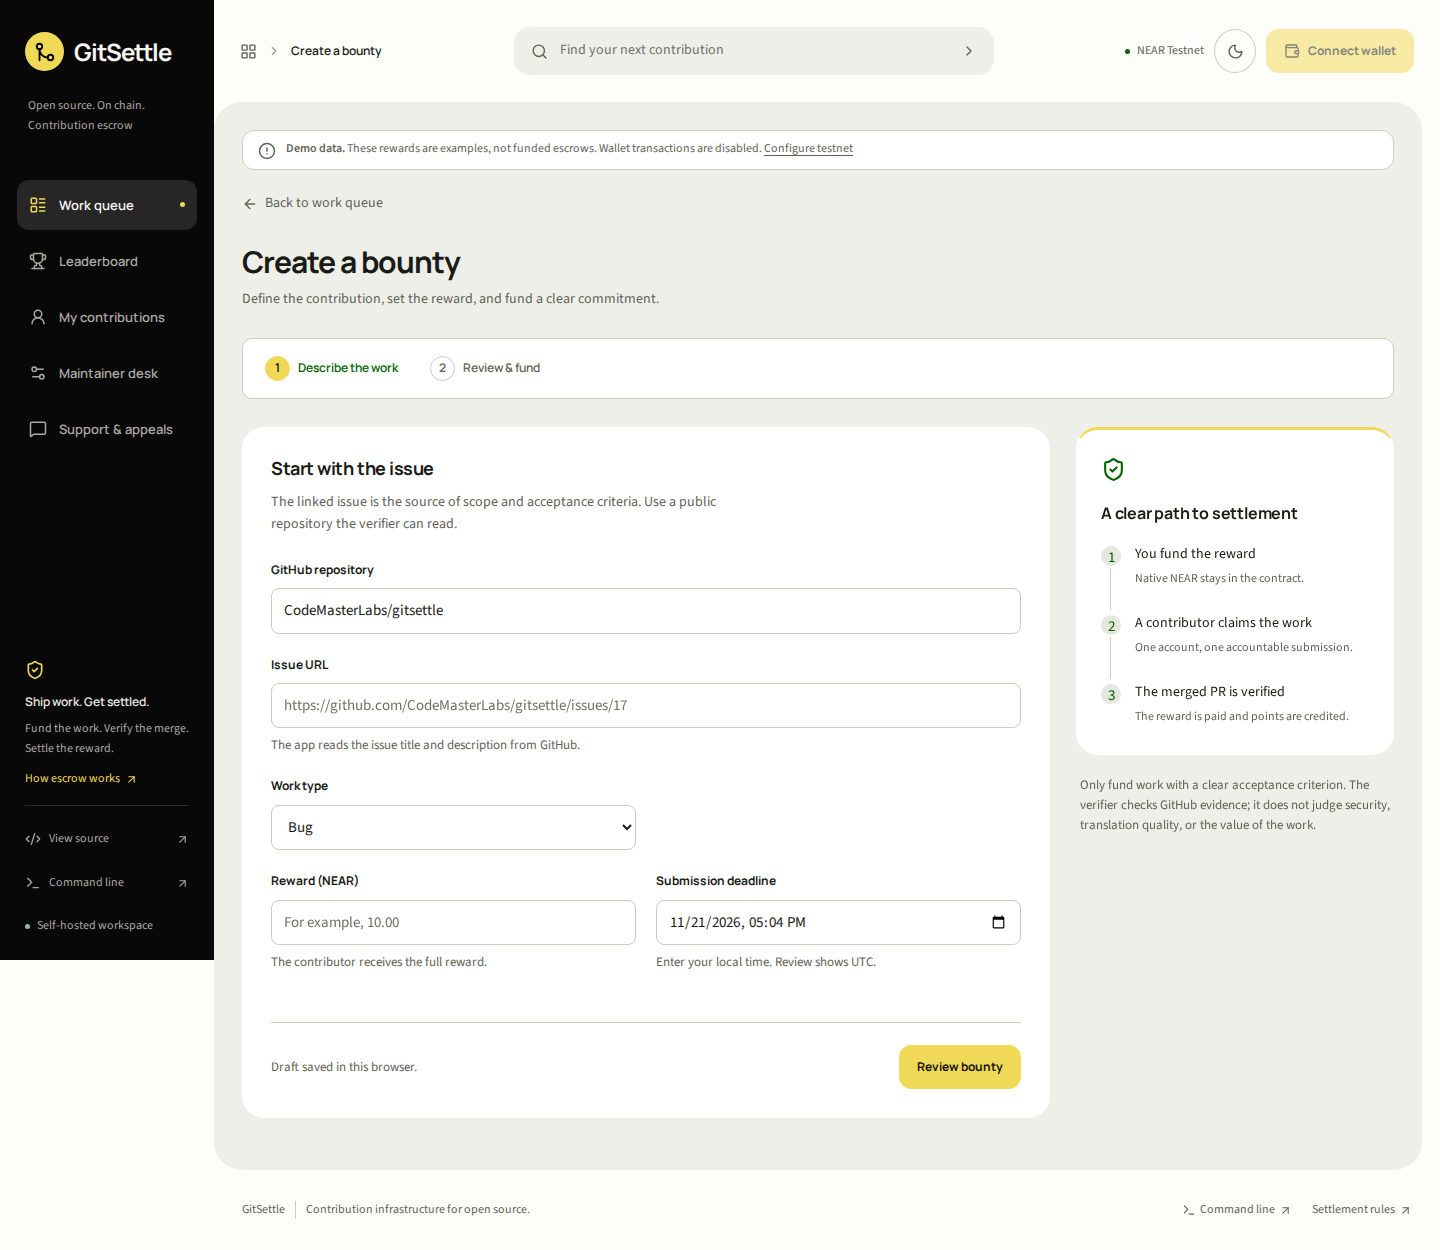 GitSettle
Open source. On chain.
Contribution escrow
Work queue
Leaderboard
My contributions
Maintainer desk
Support & appeals
Ship work. Get settled.
Fund the work. Verify the merge.
Settle the reward.
How escrow works
View source
Command line
Self-hosted workspace
Create a bounty
Find your next contribution
NEAR Testnet
Connect wallet
Demo data. These rewards are examples, not funded escrows. Wallet transactions are disabled. Configure testnet
Back to work queue
Create a bounty
Define the contribution, set the reward, and fund a clear commitment.
1 Describe the work 2 Review & fund
Start with the issue
The linked issue is the source of scope and acceptance criteria. Use a public
repository the verifier can read.
GitHub repository
CodeMasterLabs/gitsettle
Issue URL
https://github.com/CodeMasterLabs/gitsettle/issues/17
The app reads the issue title and description from GitHub.
Work type
Bug
Reward (NEAR)
For example, 10.00
The contributor receives the full reward.
Submission deadline
11/21/2026, 05:04 PM
Enter your local time. Review shows UTC.
Draft saved in this browser.
Review bounty
A clear path to settlement
1 You fund the reward
Native NEAR stays in the contract.
2 A contributor claims the work
One account, one accountable submission.
3 The merged PR is verified
The reward is paid and points are credited.
Only fund work with a clear acceptance criterion. The
verifier checks GitHub evidence; it does not judge security,
translation quality, or the value of the work.
GitSettle
Contribution infrastructure for open source.
Command line
Settlement rules